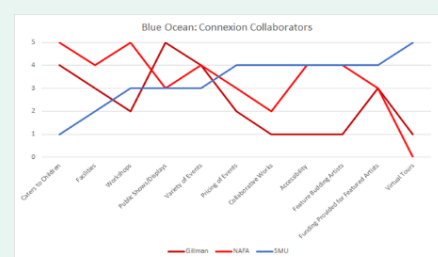 Blue Ocean: Connexion Collaborators
5
4
3
2
1
0
Caters to Children
Facilities
Workshops
Public Shows/Displays
Variety of Events
Pricing of Events
Collaborative Works
Accessibility
Feature Budding Artists
Funding Provided for Featured Artists
Virtual Tours
Gillman
NAFA
SMU